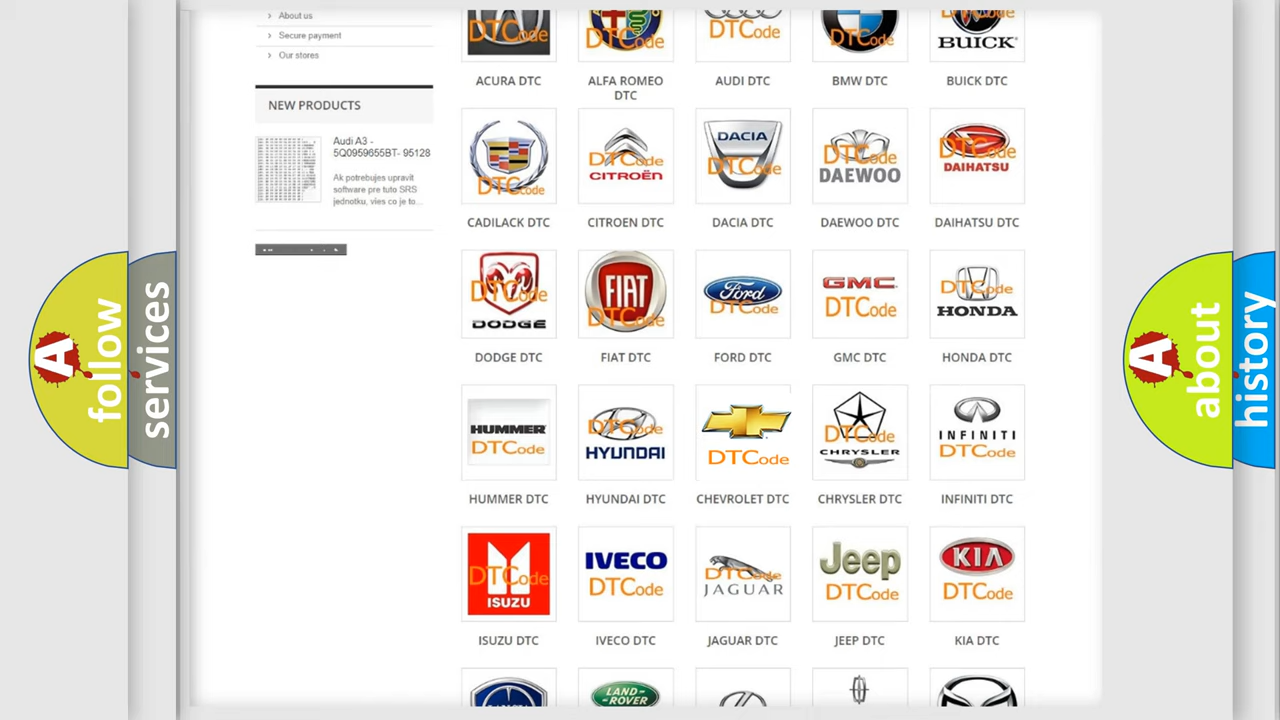 About us
Secure payment
Our stores
NEW PRODUCTS
Audi A3 -
5Q0959655BT- 95128
Ak potrebujes upravit
software pre tuto SRS
jednotku, vies co je to...
A follow
services
DTCode
DTCode
DTCode
DTCode
BUICK
ACURA DTC
ALFA ROMEO
DTC
AUDI DTC
BMW DTC
BUICK DTC
DTCode
DTCode
CITROËN
DACIA
DTCode
DTCode
DAEWOO
DTCode
DAIHATSU
CADILACK DTC
CITROEN DTC
DACIA DTC
DAEWOO DTC
DAIHATSU DTC
DTCode
DODGE
FIAT
DTCode
Ford
DTCode
GMC
DTCode
DTCode
HONDA
DODGE DTC
FIAT DTC
FORD DTC
GMC DTC
HONDA DTC
HUMMER
DTCode
DTCode
HYUNDAI
DTCode
DTCode
CHRYSLER
INFINITI
DTCode
HUMMER DTC
HYUNDAI DTC
CHEVROLET DTC
CHRYSLER DTC
INFINITI DTC
DTCode
ISUZU
IVECO
DTCode
DTCode
JAGUAR
Jeep
DTCode
KIA
DTCode
ISUZU DTC
IVECO DTC
JAGUAR DTC
JEEP DTC
KIA DTC
LAND-
ROVER
A about
history